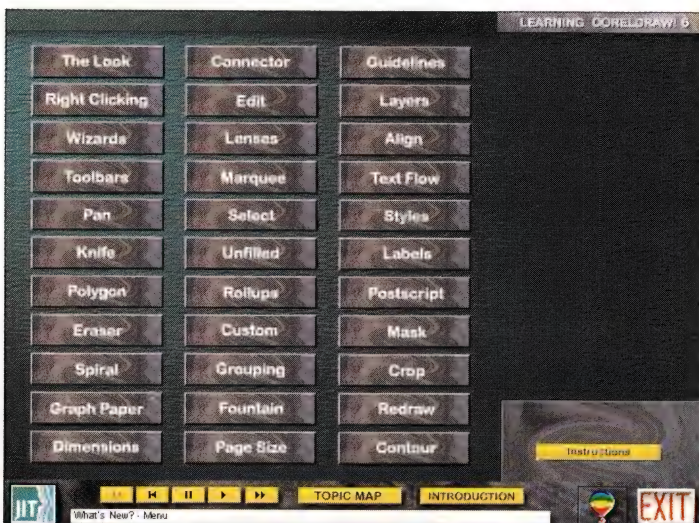 LEARNING CORELDRAW! 6
The Look Connector Guidelines
Right Clicking Edit Layers
Wizards Lenses Align
Toolbars Marquee Text Flow
Pan Select Styles
Knife Unfilled Labels
Polygon Rollups Postscript
Eraser Custom Mask
Spiral Grouping Crop
Graph Paper Fountain Redraw
Dimensions Page Size Contour
Instructions
TOPIC MAP INTRODUCTION
JIT EXIT
What's New? - Menu